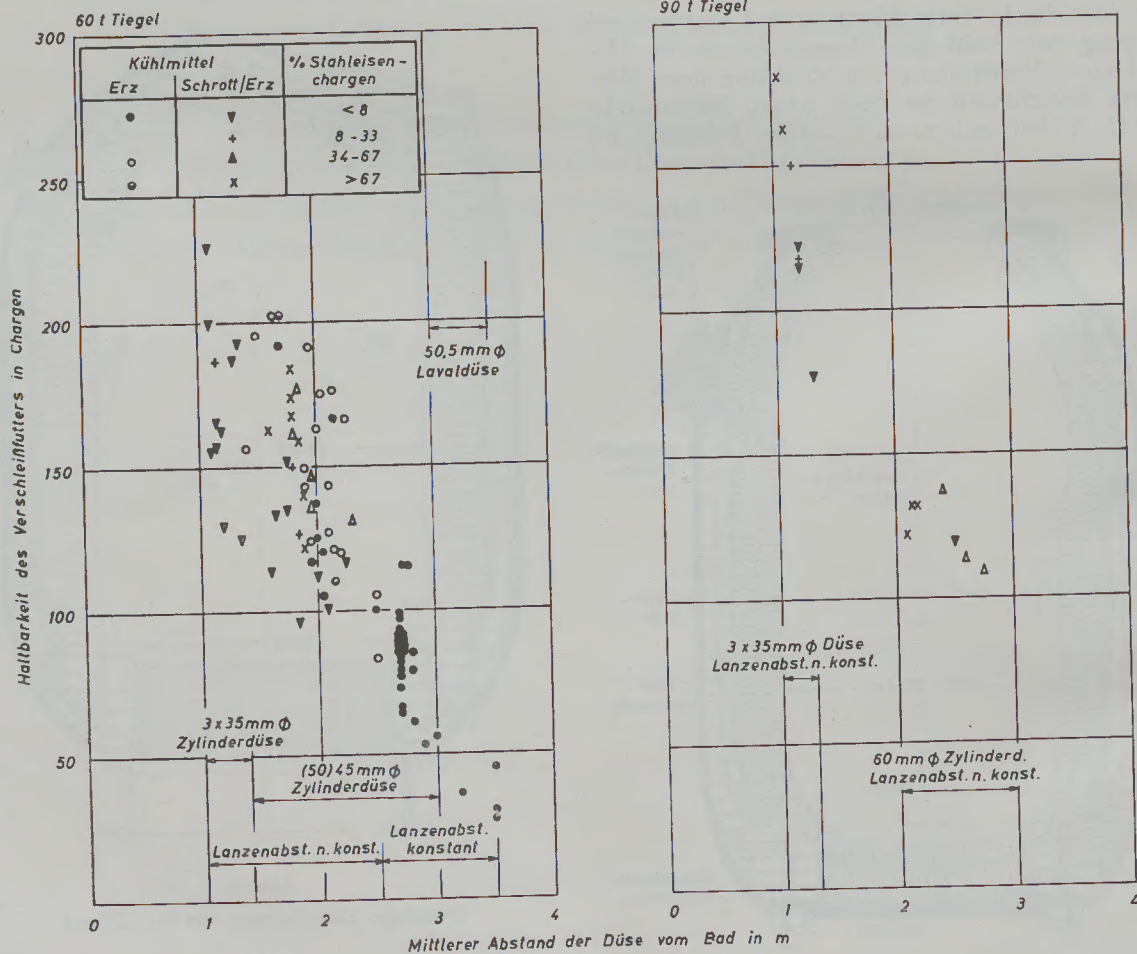 60 t Tiegel
300
Kühlmittel
% Stahleisen-
chargen
Erz
Schrott/Erz
< 8
8 - 33
34 - 67
> 67
250
200
150
100
50
50,5 mm ϕ
Lavaldüse
3 x 35 mm ϕ
Zylinderdüse
(50) 45 mm ϕ
Zylinderdüse
Lanzenabst. n. konst.
Lanzenabst.
konstant
0 1 2 3 4
Haltbarkeit des Verschleißfutters in Chargen
90 t Tiegel
3 x 35 mm ϕ Düse
Lanzenabst. n. konst.
60 mm ϕ Zylinderd.
Lanzenabst. n. konst.
0 1 2 3 4
Mittlerer Abstand der Düse vom Bad in m